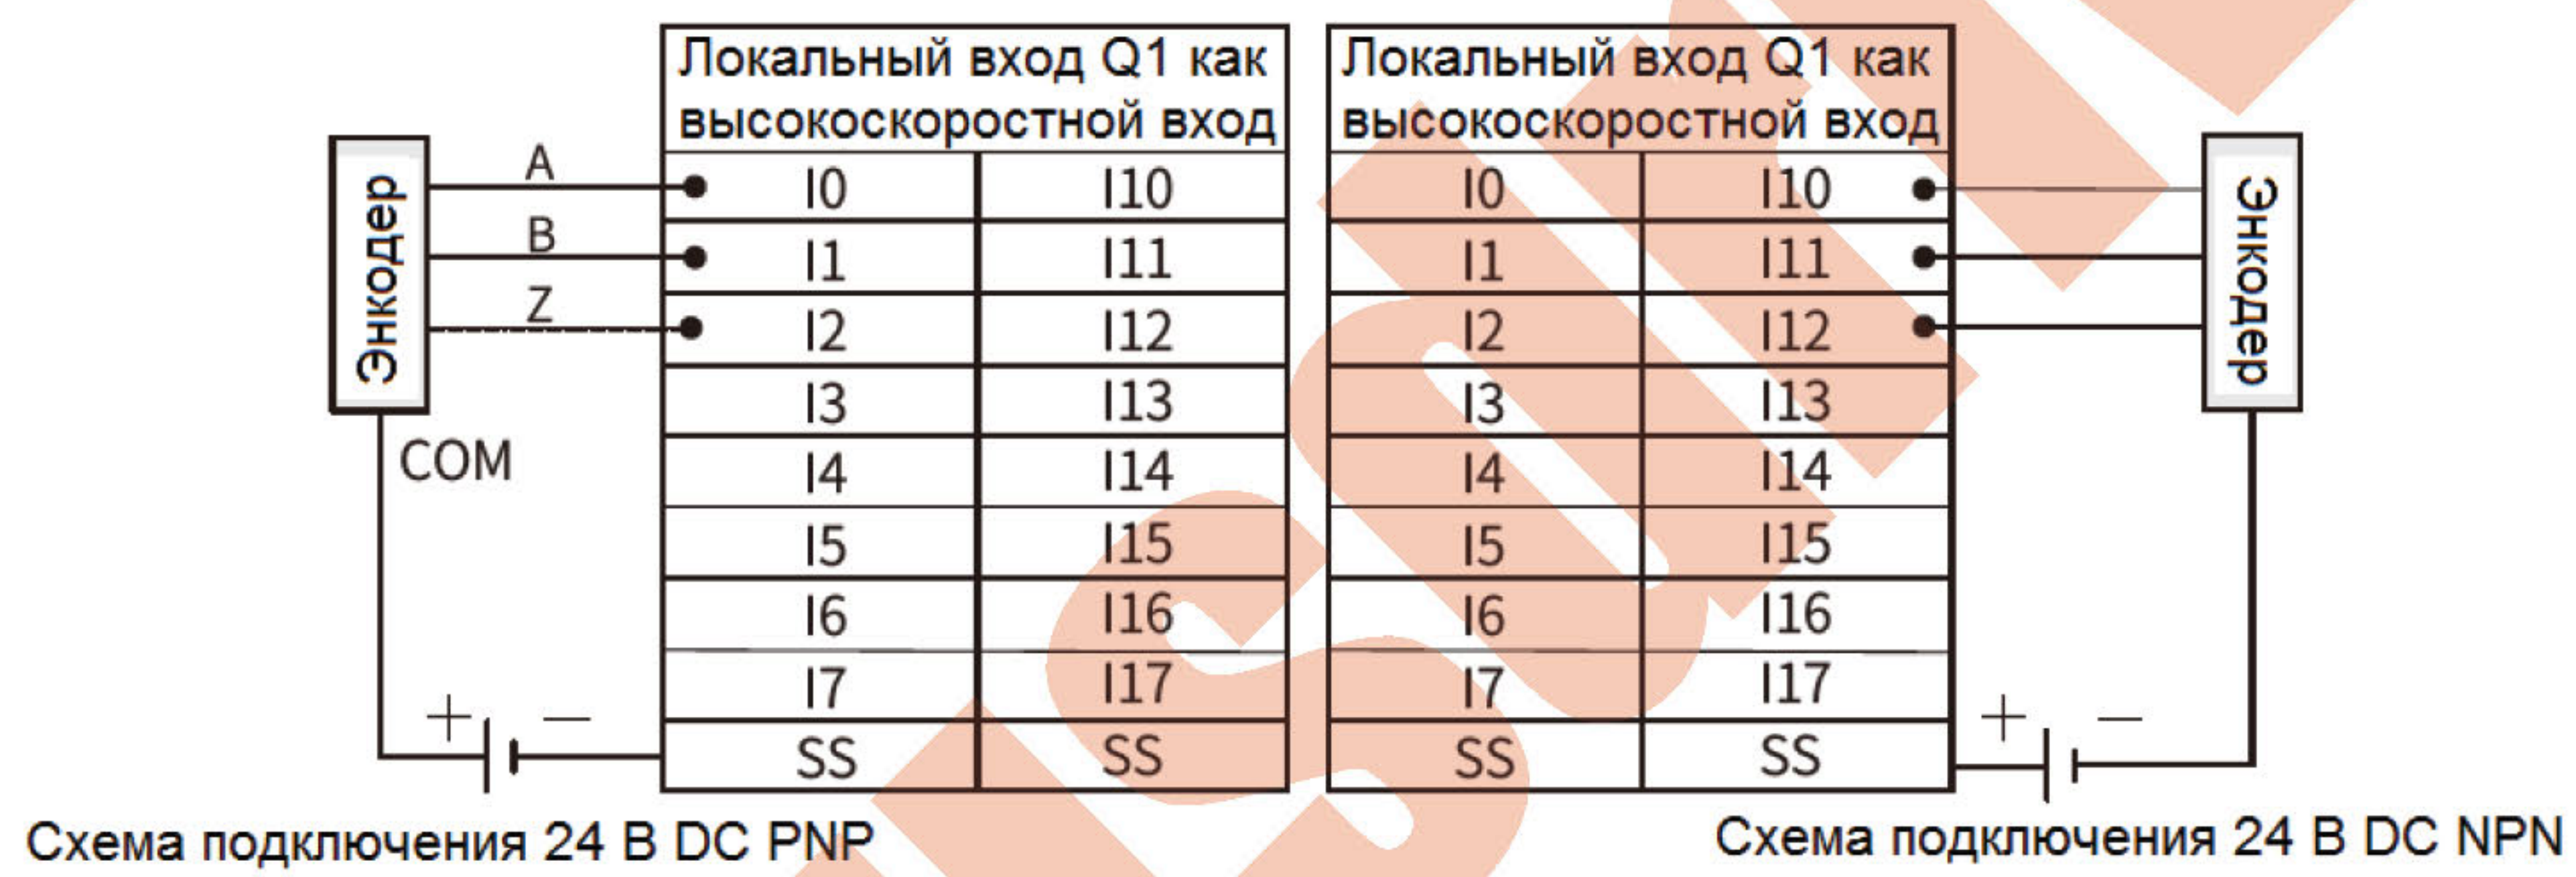 Локальный вход Q1 как
высокоскоростной вход
I0 I10
I1 I11
I2 I12
I3 I13
I4 I14
I5 I15
I6 I16
I7 I17
SS SS
Энкодер
A
B
Z
COM
+ −
Схема подключения 24 В DC PNP
Локальный вход Q1 как
высокоскоростной вход
I0 I10
I1 I11
I2 I12
I3 I13
I4 I14
I5 I15
I6 I16
I7 I17
SS SS
Энкодер
+ −
Схема подключения 24 В DC NPN